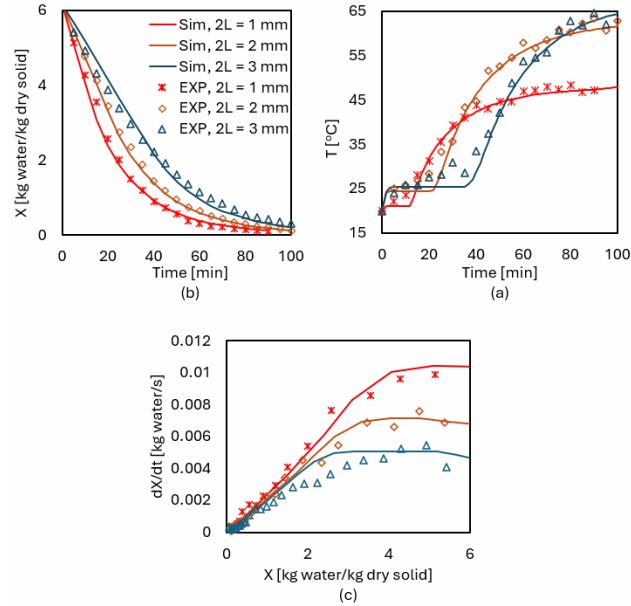 X [kg water/kg dry solid]
6
4
2
0
Sim, 2L = 1 mm
Sim, 2L = 2 mm
Sim, 2L = 3 mm
EXP, 2L = 1 mm
EXP, 2L = 2 mm
EXP, 2L = 3 mm
0 20 40 60 80 100
Time [min]
(b)
T [°C]
65
55
45
35
25
15
0 20 40 60 80 100
Time [min]
(a)
dX/dt [kg water/s]
0.012
0.01
0.008
0.006
0.004
0.002
0
0 2 4 6
X [kg water/kg dry solid]
(c)